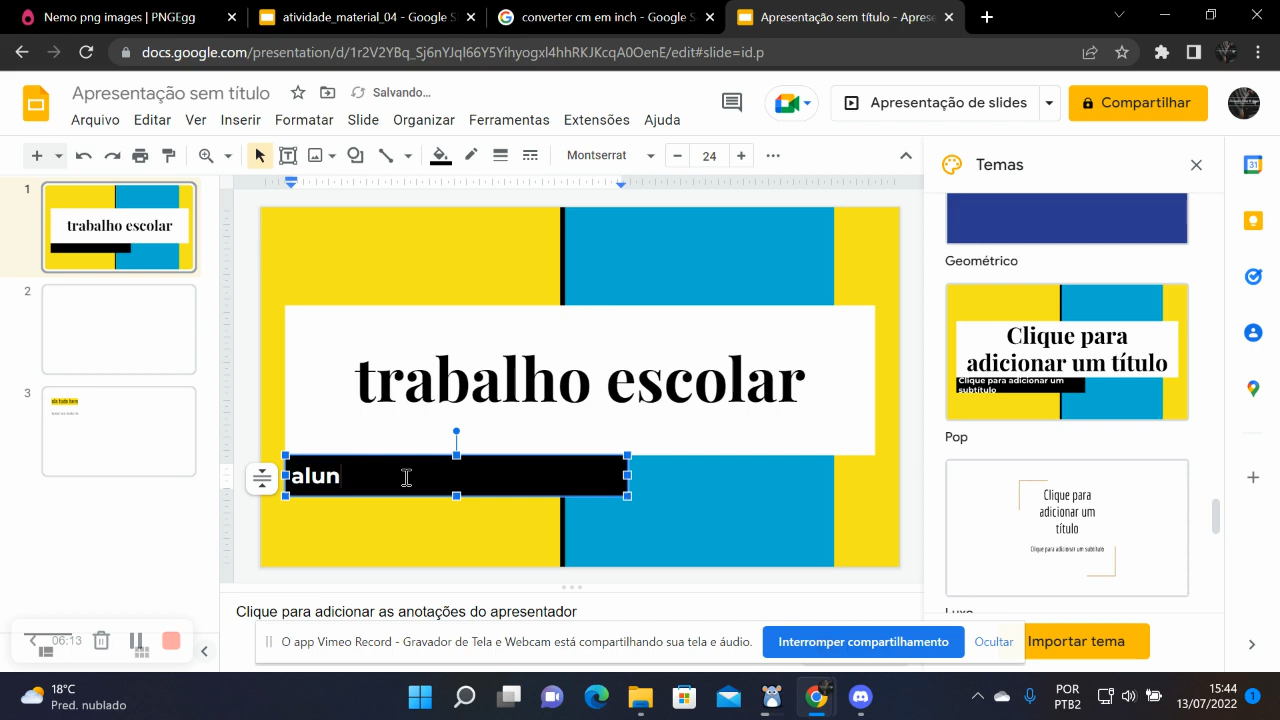 Nemo png images | PNGEgg
atividade_material_04 - Google S
converter cm em inch - Google S
Apresentação sem título - Aprese
docs.google.com/presentation/d/1r2V2YBq_Sj6nYJql66Y5Yihyogxl4hhRKJKcqA0OenE/edit#slide=id.p
Apresentação sem título
Salvando...
Apresentação de slides
Compartilhar
Arquivo Editar Ver Inserir Formatar Slide Organizar Ferramentas Extensões Ajuda
Montserrat
24
Temas
31
1
trabalho escolar
2
3
trabalho escolar
alun
Geométrico
Clique para
adicionar um título
Clique para adicionar um
subtítulo
Pop
Clique para
adicionar um
título
Clique para adicionar um subtítulo
Luxo
Clique para adicionar as anotações do apresentador
06:13
O app Vimeo Record - Gravador de Tela e Webcam está compartilhando sua tela e áudio.
Interromper compartilhamento
Ocultar
Importar tema
18°C
Pred. nublado
POR
PTB2
15:44
13/07/2022
1